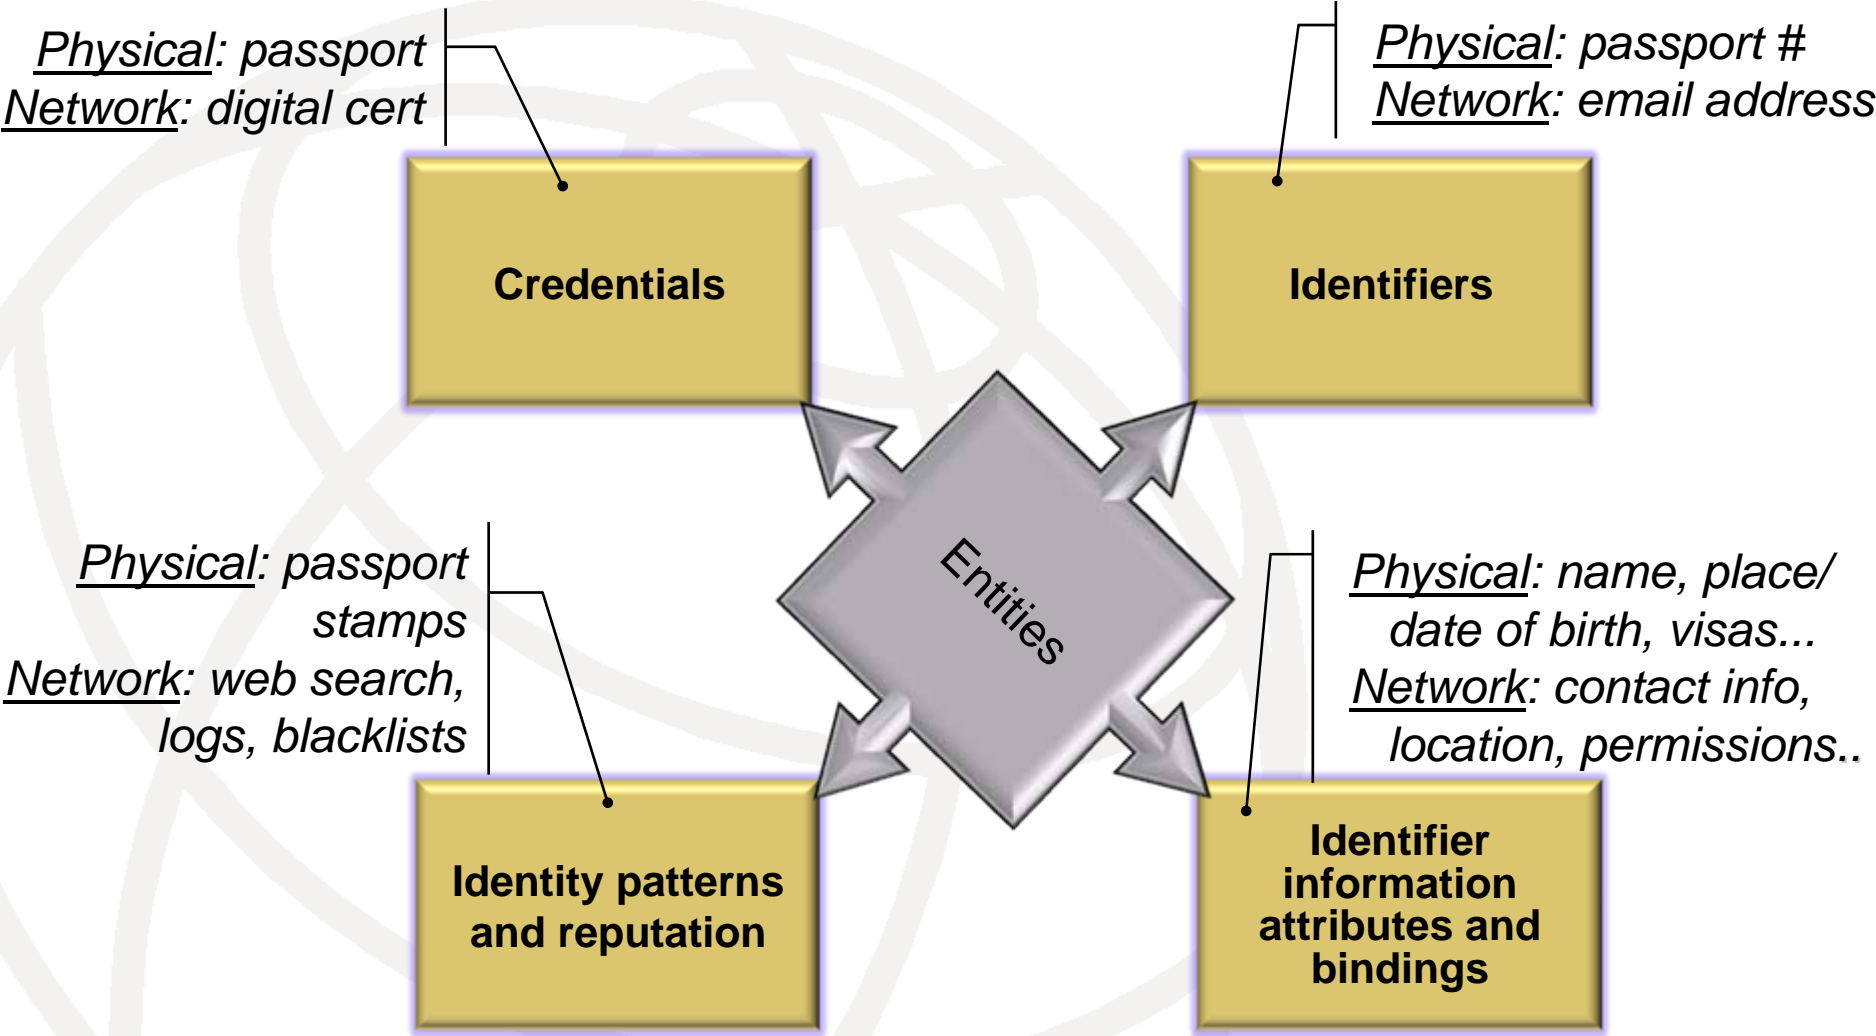 Physical: passport
Network: digital cert
Physical: passport #
Network: email address
Credentials
Identifiers
Entities
Physical: passport
stamps
Network: web search,
logs, blacklists
Physical: name, place/
date of birth, visas...
Network: contact info,
location, permissions..
Identity patterns
and reputation
Identifier
information
attributes and
bindings